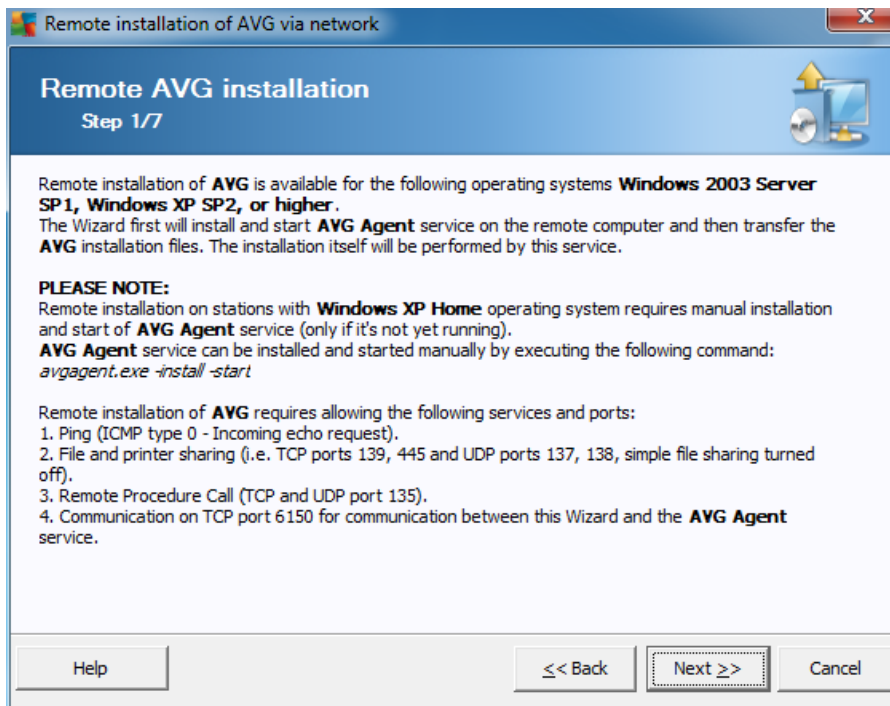 Remote installation of AVG via network
Remote AVG installation
Step 1/7
Remote installation of AVG is available for the following operating systems Windows 2003 Server
SP1, Windows XP SP2, or higher.
The Wizard first will install and start AVG Agent service on the remote computer and then transfer the
AVG installation files. The installation itself will be performed by this service.
PLEASE NOTE:
Remote installation on stations with Windows XP Home operating system requires manual installation
and start of AVG Agent service (only if it's not yet running).
AVG Agent service can be installed and started manually by executing the following command:
avgagent.exe -install -start
Remote installation of AVG requires allowing the following services and ports:
1. Ping (ICMP type 0 - Incoming echo request).
2. File and printer sharing (i.e. TCP ports 139, 445 and UDP ports 137, 138, simple file sharing turned
off).
3. Remote Procedure Call (TCP and UDP port 135).
4. Communication on TCP port 6150 for communication between this Wizard and the AVG Agent
service.
Help
<< Back
Next >>
Cancel